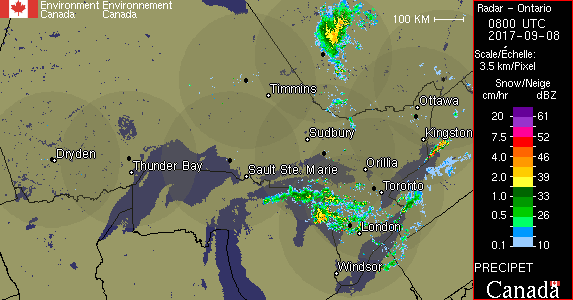 Environment Environnement
Canada Canada
100 KM
Timmins
Ottawa
Sudbury
Kingston
Dryden
Thunder Bay
Sault Ste. Marie
Orillia
Toronto
London
Windsor
Radar - Ontario
0800 UTC
2017-09-08
Scale/Échelle:
3.5 km/Pixel
Snow/Neige
cm/hr dBZ
20 61
7.5 52
4.0 46
2.0 39
1.0 33
0.5 26
0.1 10
PRECIPET
Canada